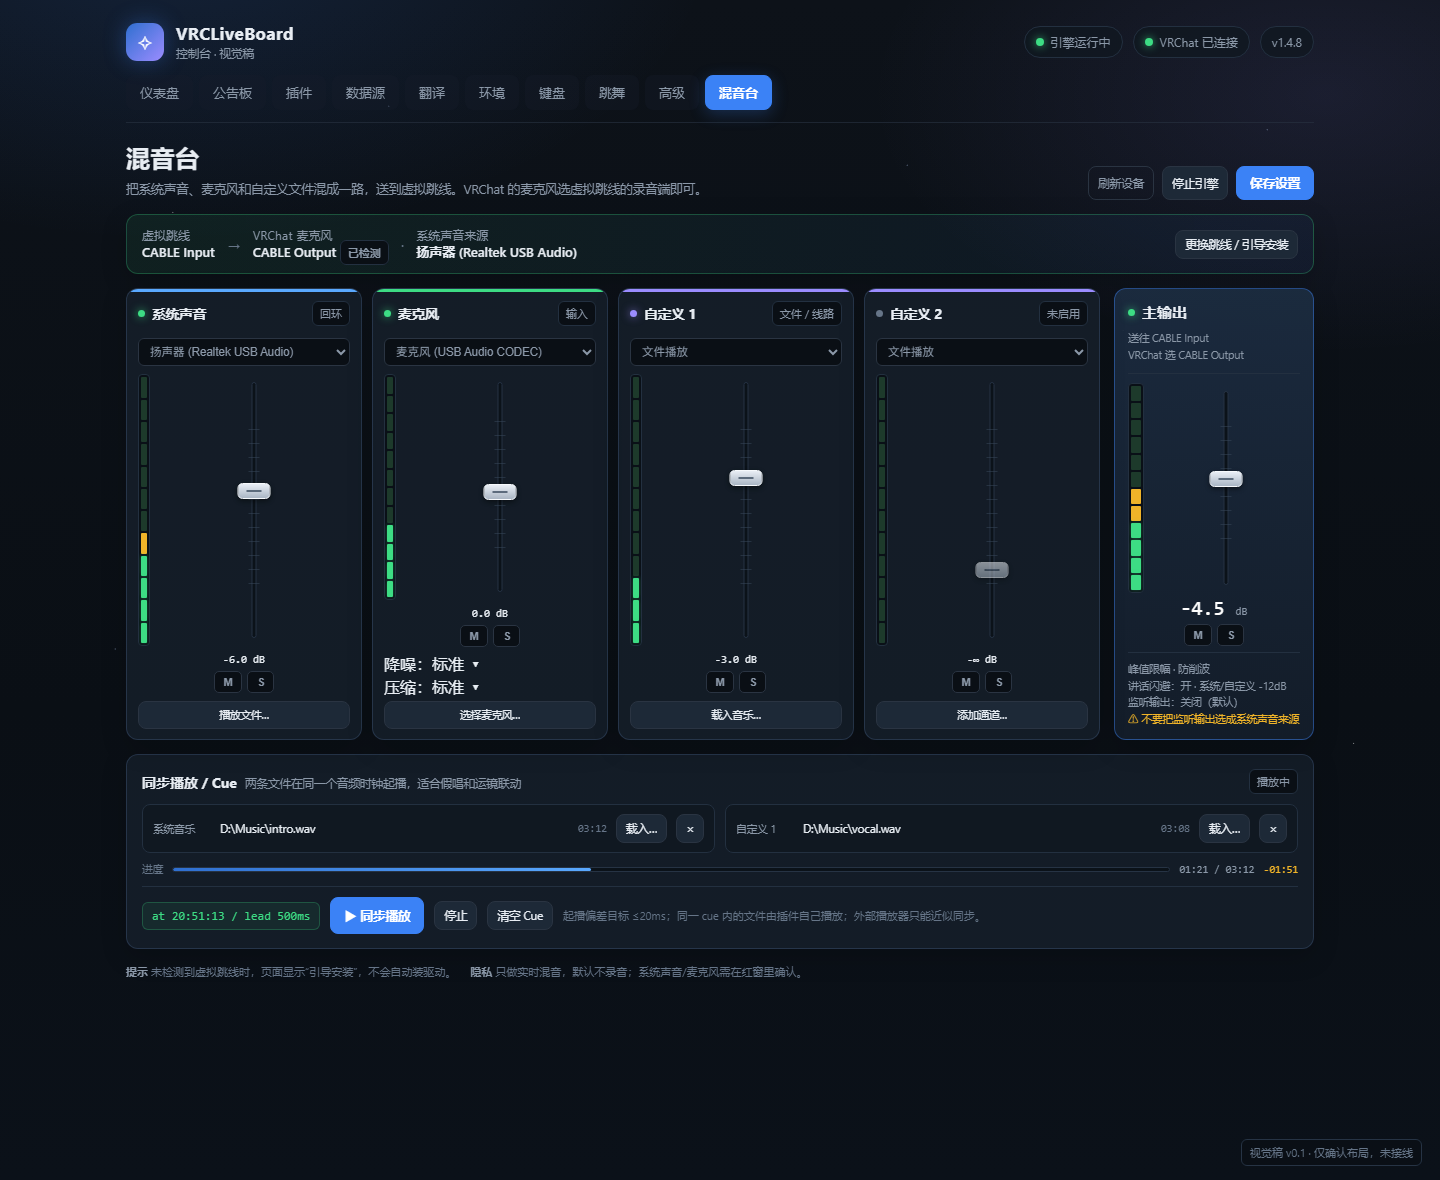 VRCLiveBoard
控制台 · 视觉稿
引擎运行中
VRChat 已连接
v1.4.8
仪表盘 公告板 插件 数据源 翻译 环境 键盘 跳舞 高级 混音台
混音台
把系统声音、麦克风和自定义文件混成一路，送到虚拟跳线。VRChat 的麦克风选虚拟跳线的录音端即可。
刷新设备 停止引擎 保存设置
虚拟跳线
CABLE Input
→
VRChat 麦克风
CABLE Output 已检测
·
系统声音来源
扬声器 (Realtek USB Audio)
更换跳线 / 引导安装
系统声音 回环
扬声器 (Realtek USB Audio)
-6.0 dB
M S
播放文件...
麦克风 输入
麦克风 (USB Audio CODEC)
0.0 dB
M S
降噪：标准 ▾
压缩：标准 ▾
选择麦克风...
自定义 1 文件 / 线路
文件播放
-3.0 dB
M S
载入音乐...
自定义 2 未启用
文件播放
-∞ dB
M S
添加通道...
主输出
送往 CABLE Input
VRChat 选 CABLE Output
-4.5 dB
M S
峰值限幅 · 防削波
讲话闪避：开 · 系统/自定义 -12dB
监听输出：关闭（默认）
⚠ 不要把监听输出选成系统声音来源
同步播放 / Cue 两条文件在同一个音频时钟起播，适合假唱和运镜联动
播放中
系统音乐 D:\Music\intro.wav 03:12 载入... ×
自定义 1 D:\Music\vocal.wav 03:08 载入... ×
进度 01:21 / 03:12 -01:51
at 20:51:13 / lead 500ms ▶ 同步播放 停止 清空 Cue 起播偏差目标 ≤20ms；同一 cue 内的文件由插件自己播放；外部播放器只能近似同步。
提示 未检测到虚拟跳线时，页面显示“引导安装”，不会自动装驱动。 隐私 只做实时混音，默认不录音；系统声音/麦克风需在红窗里确认。
视觉稿 v0.1 · 仅确认布局，未接线